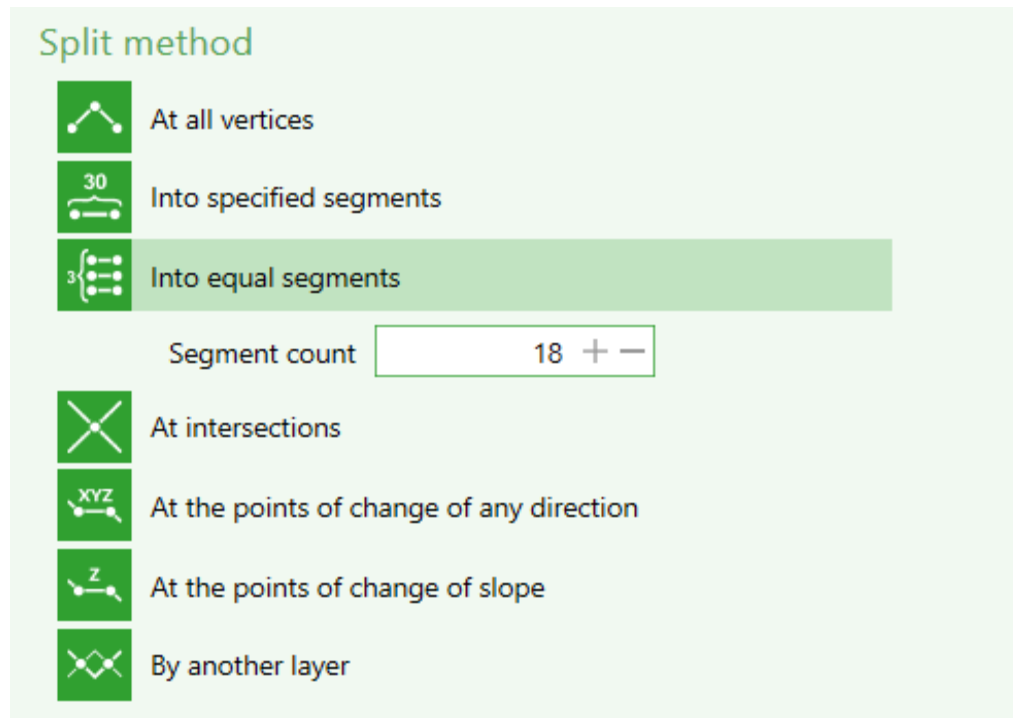 Split method
At all vertices
30
Into specified segments
3
Into equal segments
Segment count 18
At intersections
XYZ
At the points of change of any direction
Z
At the points of change of slope
By another layer